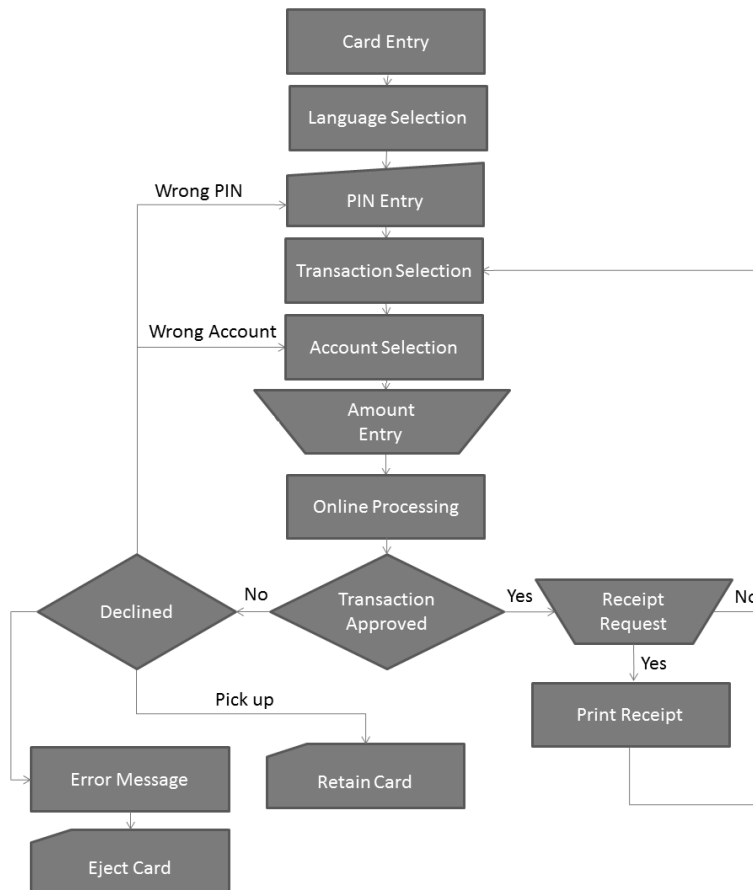 Card Entry
Language Selection
Wrong PIN
PIN Entry
Transaction Selection
Wrong Account
Account Selection
Amount
Entry
Online Processing
No
Declined
Transaction
Approved
Yes
Receipt
Request
No
Yes
Pick up
Print Receipt
Error Message
Retain Card
Eject Card